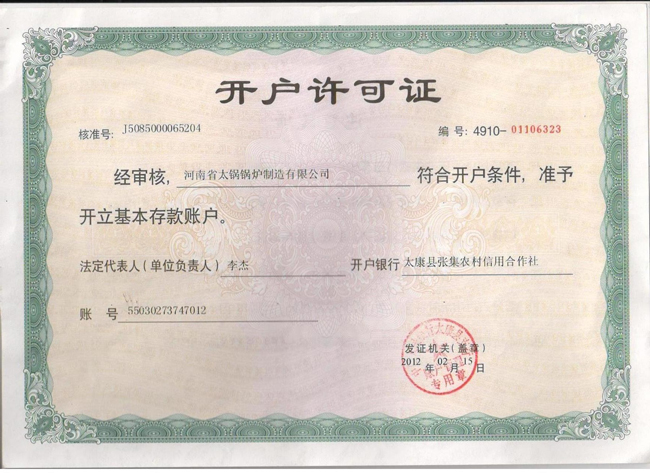 开户许可证
核准号: J5085000065204
编号: 4910-01106323
经审核, 河南省太锅锅炉制造有限公司 符合开户条件, 准予
开立基本存款账户。
法定代表人(单位负责人) 李杰 开户银行 太康县张集农村信用合作社
账 号 55030273747012
发证机关(盖章)
2012 年 02 月 15 日
专用章